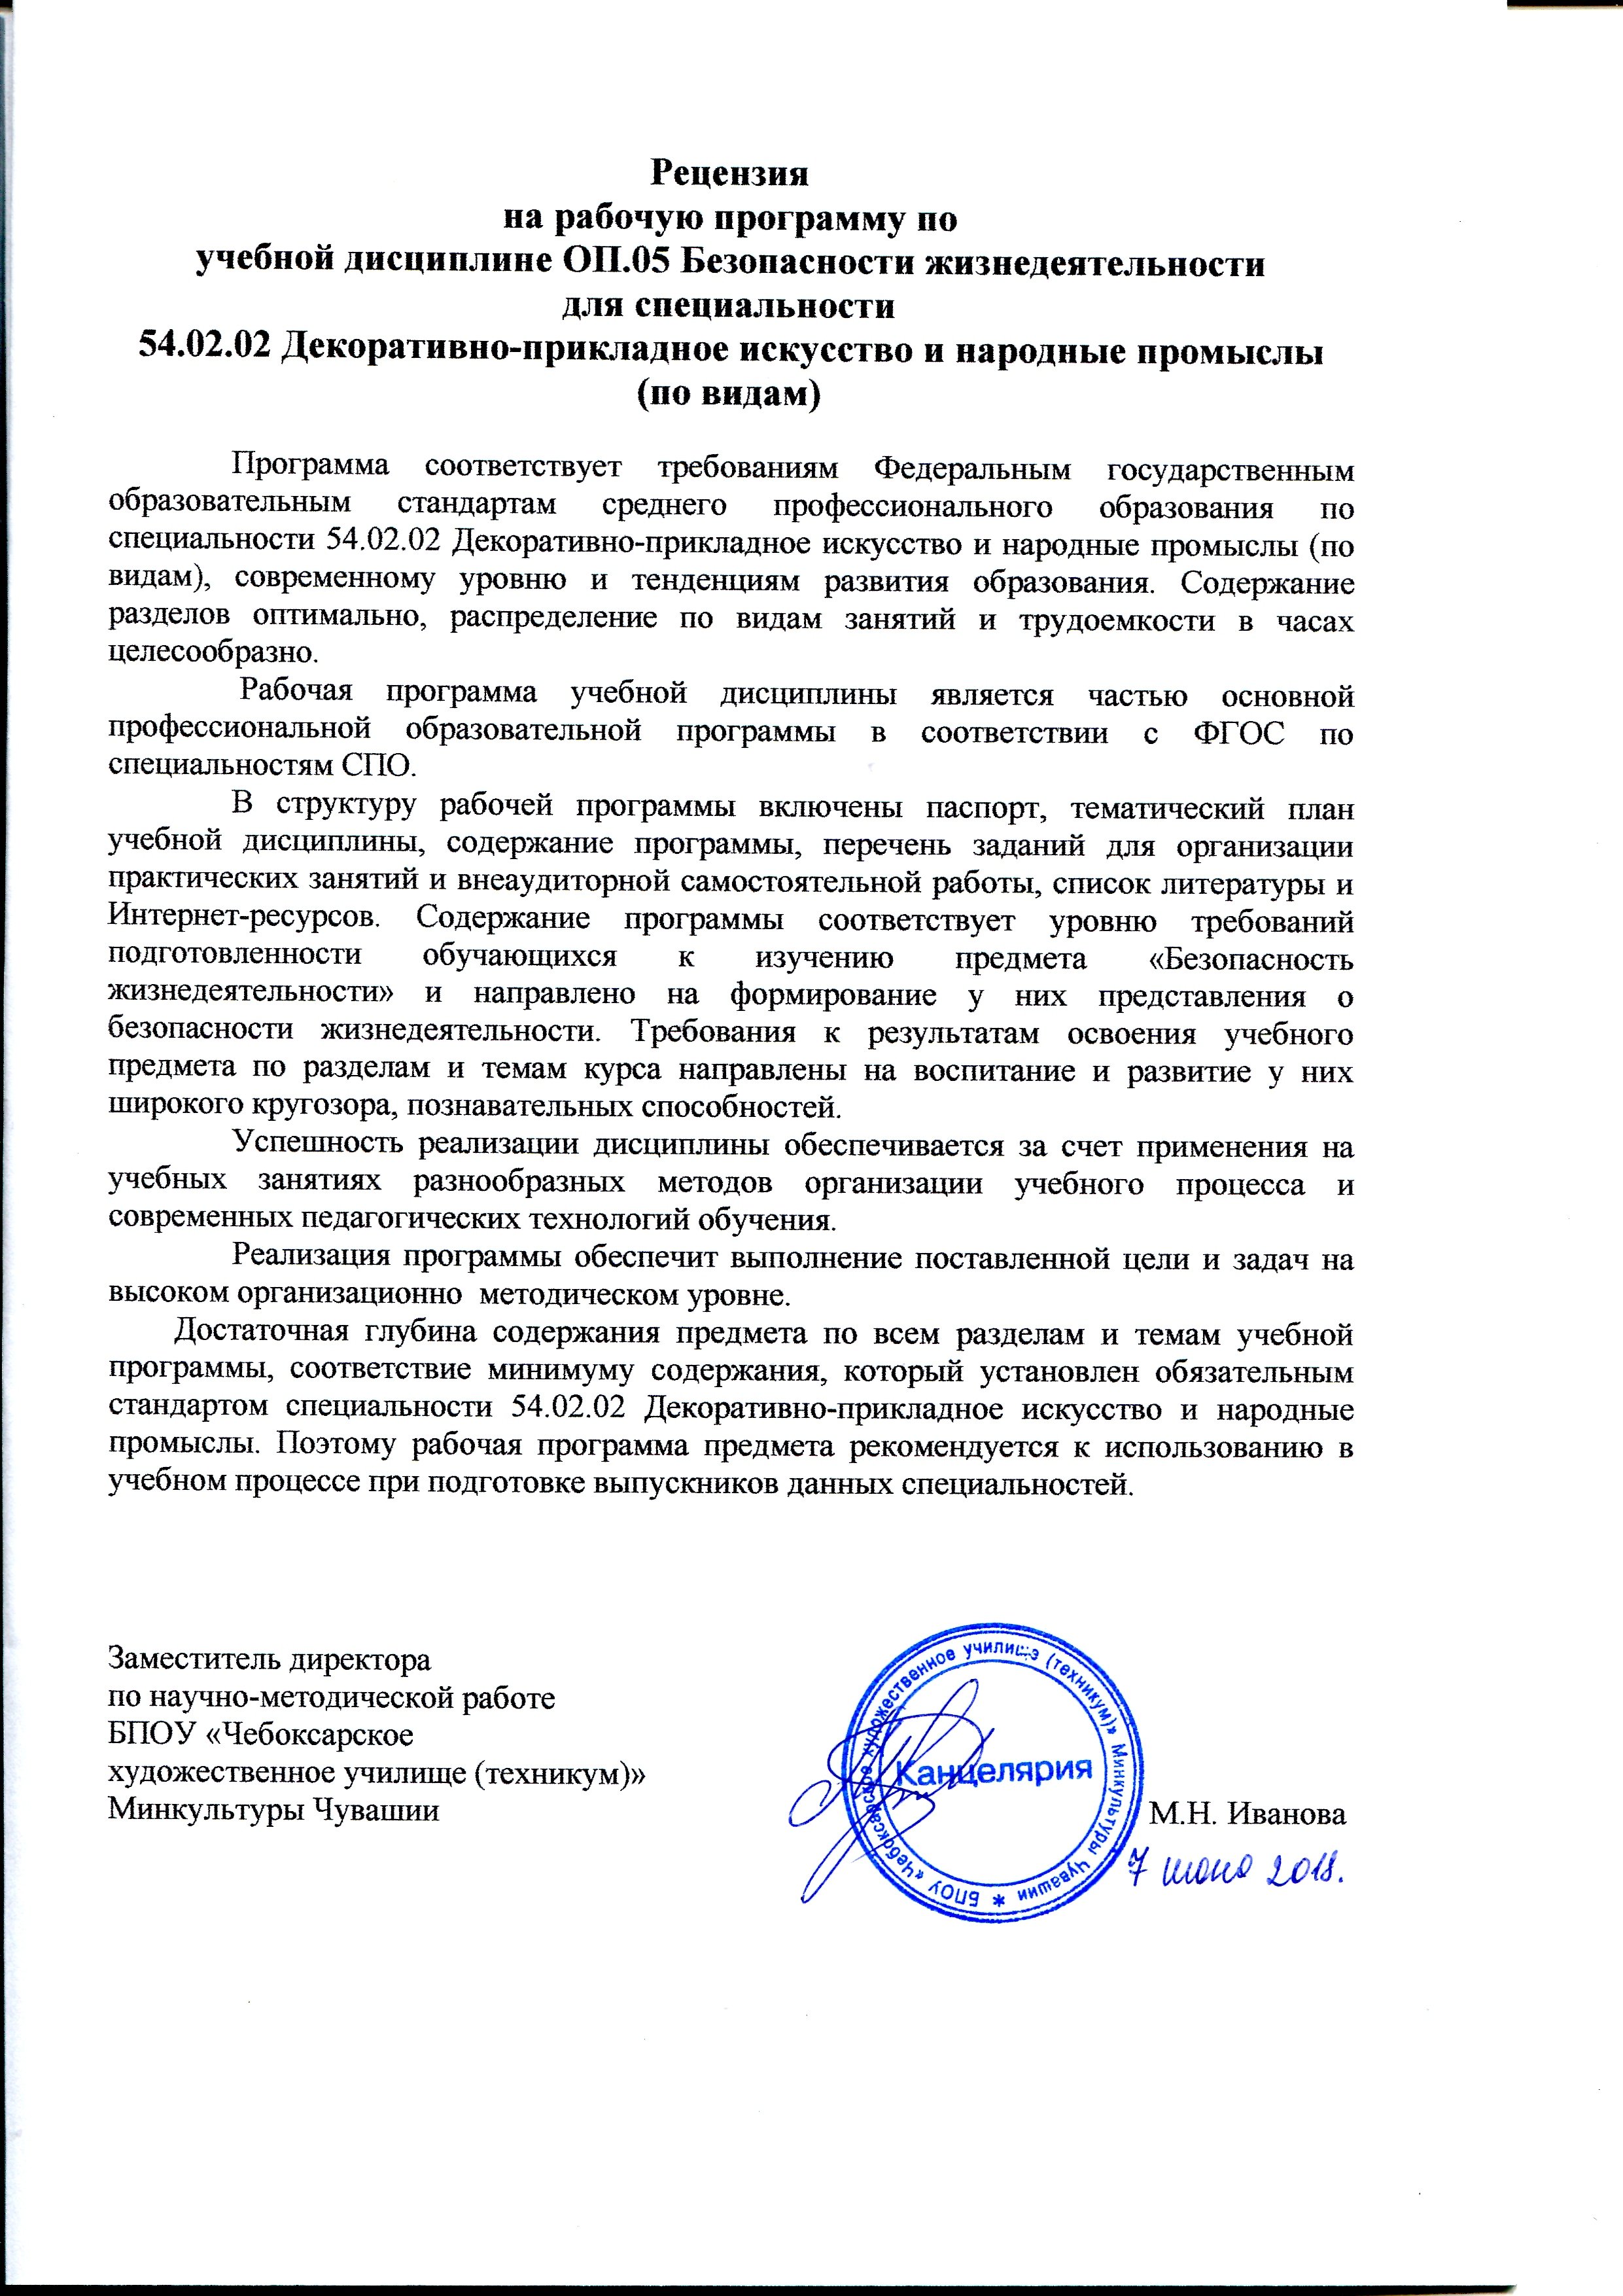 Рецензия
на рабочую программу по
учебной дисциплине ОП.05 Безопасности жизнедеятельности
для специальности
54.02.02 Декоративно-прикладное искусство и народные промыслы
(по видам)
Программа соответствует требованиям Федеральным государственным
образовательным стандартам среднего профессионального образования по
специальности 54.02.02 Декоративно-прикладное искусство и народные промыслы (по
видам), современному уровню и тенденциям развития образования. Содержание
разделов оптимально, распределение по видам занятий и трудоемкости в часах
целесообразно.
Рабочая программа учебной дисциплины является частью основной
профессиональной образовательной программы в соответствии с ФГОС по
специальностям СПО.
В структуру рабочей программы включены паспорт, тематический план
учебной дисциплины, содержание программы, перечень заданий для организации
практических занятий и внеаудиторной самостоятельной работы, список литературы и
Интернет-ресурсов. Содержание программы соответствует уровню требований
подготовленности обучающихся к изучению предмета «Безопасность
жизнедеятельности» и направлено на формирование у них представления о
безопасности жизнедеятельности. Требования к результатам освоения учебного
предмета по разделам и темам курса направлены на воспитание и развитие у них
широкого кругозора, познавательных способностей.
Успешность реализации дисциплины обеспечивается за счет применения на
учебных занятиях разнообразных методов организации учебного процесса и
современных педагогических технологий обучения.
Реализация программы обеспечит выполнение поставленной цели и задач на
высоком организационно методическом уровне.
Достаточная глубина содержания предмета по всем разделам и темам учебной
программы, соответствие минимуму содержания, который установлен обязательным
стандартом специальности 54.02.02 Декоративно-прикладное искусство и народные
промыслы. Поэтому рабочая программа предмета рекомендуется к использованию в
учебном процессе при подготовке выпускников данных специальностей.
Заместитель директора
по научно-методической работе
БПОУ «Чебоксарское
художественное училище (техникум)»
Минкультуры Чувашии
БПОУ «Чебоксарское художественное училище (техникум)» Минкультуры Чувашии *
Канцелярия
М.Н. Иванова
7 июня 2018.